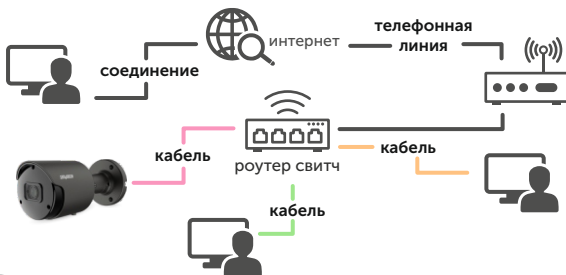 телефонная
линия
интернет
соединение
кабель
роутер свитч
кабель
кабель